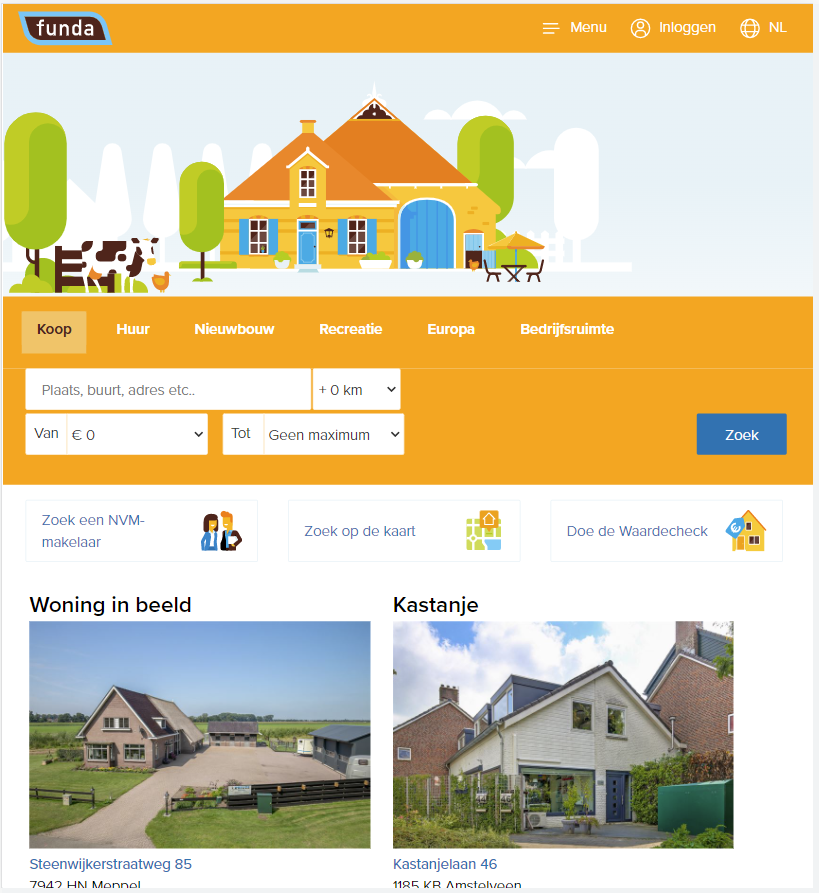 funda
Menu
Inloggen
NL
Koop
Huur
Nieuwbouw
Recreatie
Europa
Bedrijfsruimte
Plaats, buurt, adres etc..
+ 0 km
Van
€ 0
Tot
Geen maximum
Zoek
Zoek een NVM-
makelaar
Zoek op de kaart
Doe de Waardecheck
Woning in beeld
Kastanje
Steenwijkerstraatweg 85
7942 HN Meppel
Kastanjelaan 46
1185 KB Amstelveen